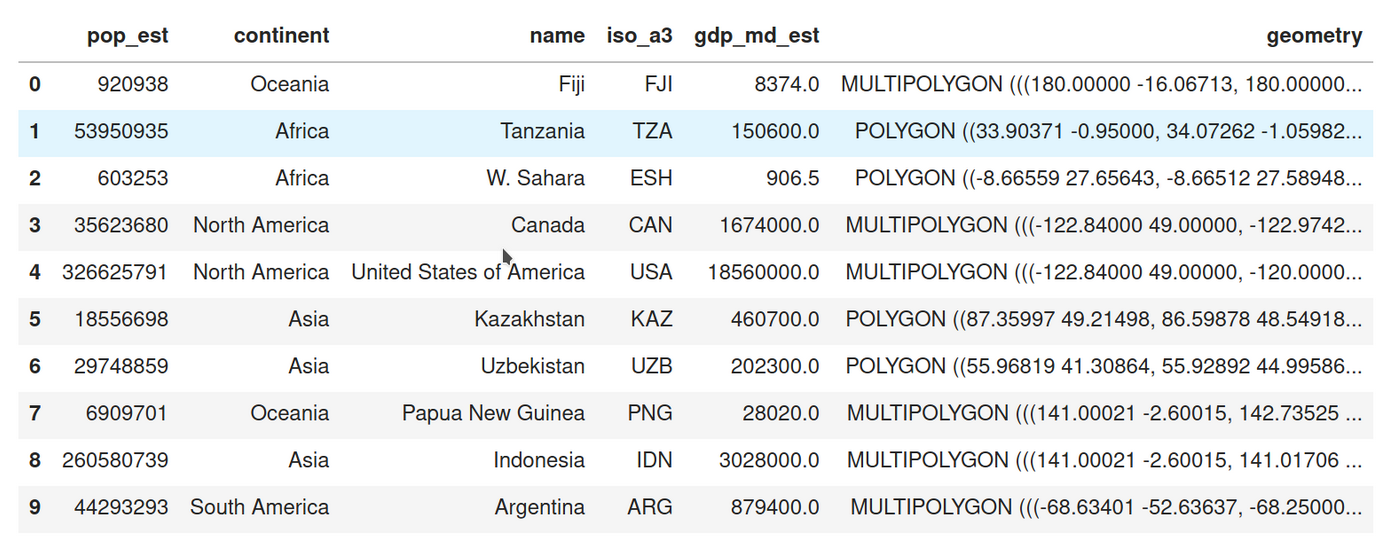 pop_est continent name iso_a3 gdp_md_est geometry
0 920938 Oceania Fiji FJI 8374.0 MULTIPOLYGON (((180.00000 -16.06713, 180.00000...
1 53950935 Africa Tanzania TZA 150600.0 POLYGON ((33.90371 -0.95000, 34.07262 -1.05982...
2 603253 Africa W. Sahara ESH 906.5 POLYGON ((-8.66559 27.65643, -8.66512 27.58948...
3 35623680 North America Canada CAN 1674000.0 MULTIPOLYGON (((-122.84000 49.00000, -122.9742...
4 326625791 North America United States of America USA 18560000.0 MULTIPOLYGON (((-122.84000 49.00000, -120.0000...
5 18556698 Asia Kazakhstan KAZ 460700.0 POLYGON ((87.35997 49.21498, 86.59878 48.54918...
6 29748859 Asia Uzbekistan UZB 202300.0 POLYGON ((55.96819 41.30864, 55.92892 44.99586...
7 6909701 Oceania Papua New Guinea PNG 28020.0 MULTIPOLYGON (((141.00021 -2.60015, 142.73525 ...
8 260580739 Asia Indonesia IDN 3028000.0 MULTIPOLYGON (((141.00021 -2.60015, 141.01706 ...
9 44293293 South America Argentina ARG 879400.0 MULTIPOLYGON (((-68.63401 -52.63637, -68.25000...